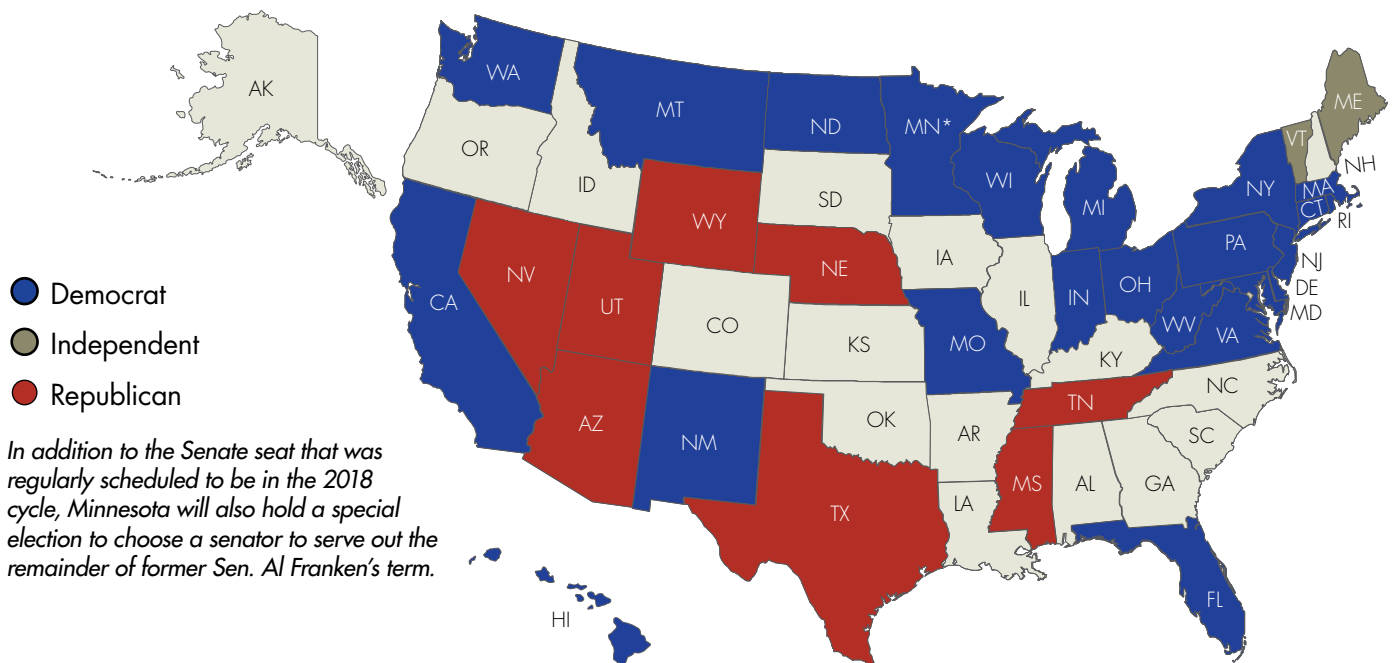 AK
WA
MT
ND
MN*
ME
VT
NH
OR
ID
SD
WI
MI
NY
MA
CT
RI
WY
IA
PA
NJ
NV
NE
IL
IN
OH
DE
MD
UT
CO
KS
MO
WV
VA
CA
KY
NC
AZ
NM
OK
AR
TN
SC
TX
LA
MS
AL
GA
FL
HI
Democrat
Independent
Republican
In addition to the Senate seat that was
regularly scheduled to be in the 2018
cycle, Minnesota will also hold a special
election to choose a senator to serve out the
remainder of former Sen. Al Franken's term.